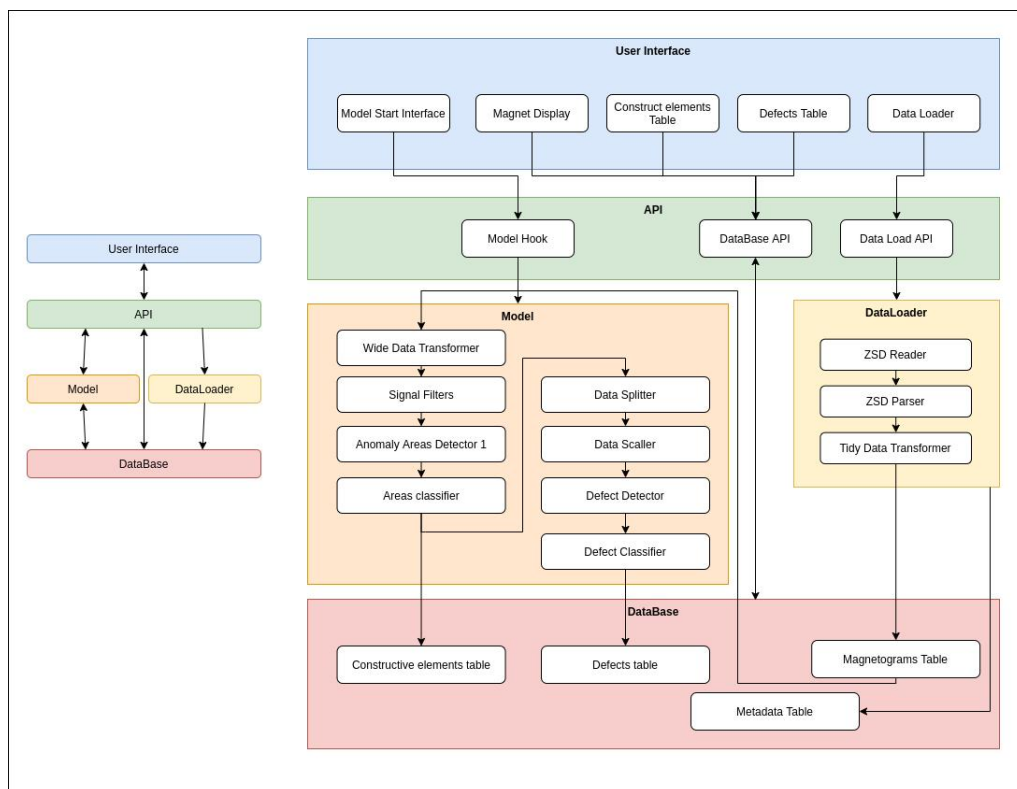 User Interface
API
Model
DataLoader
DataBase
User Interface
Model Start Interface
Magnet Display
Construct elements
Table
Defects Table
Data Loader
API
Model Hook
DataBase API
Data Load API
Model
Wide Data Transformer
Signal Filters
Anomaly Areas Detector 1
Areas classifier
Data Splitter
Data Scaller
Defect Detector
Defect Classifier
DataLoader
ZSD Reader
ZSD Parser
Tidy Data Transformer
DataBase
Constructive elements table
Defects table
Magnetograms Table
Metadata Table